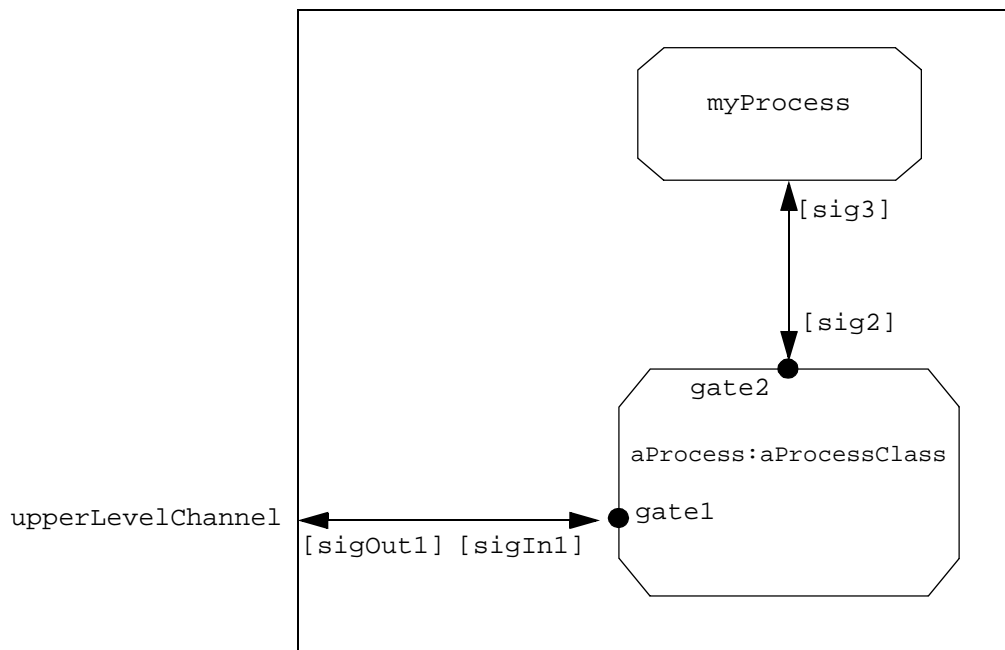 myProcess
[sig3]
[sig2]
gate2
aProcess:aProcessClass
gate1
upperLevelChannel
[sigOut1] [sigIn1]